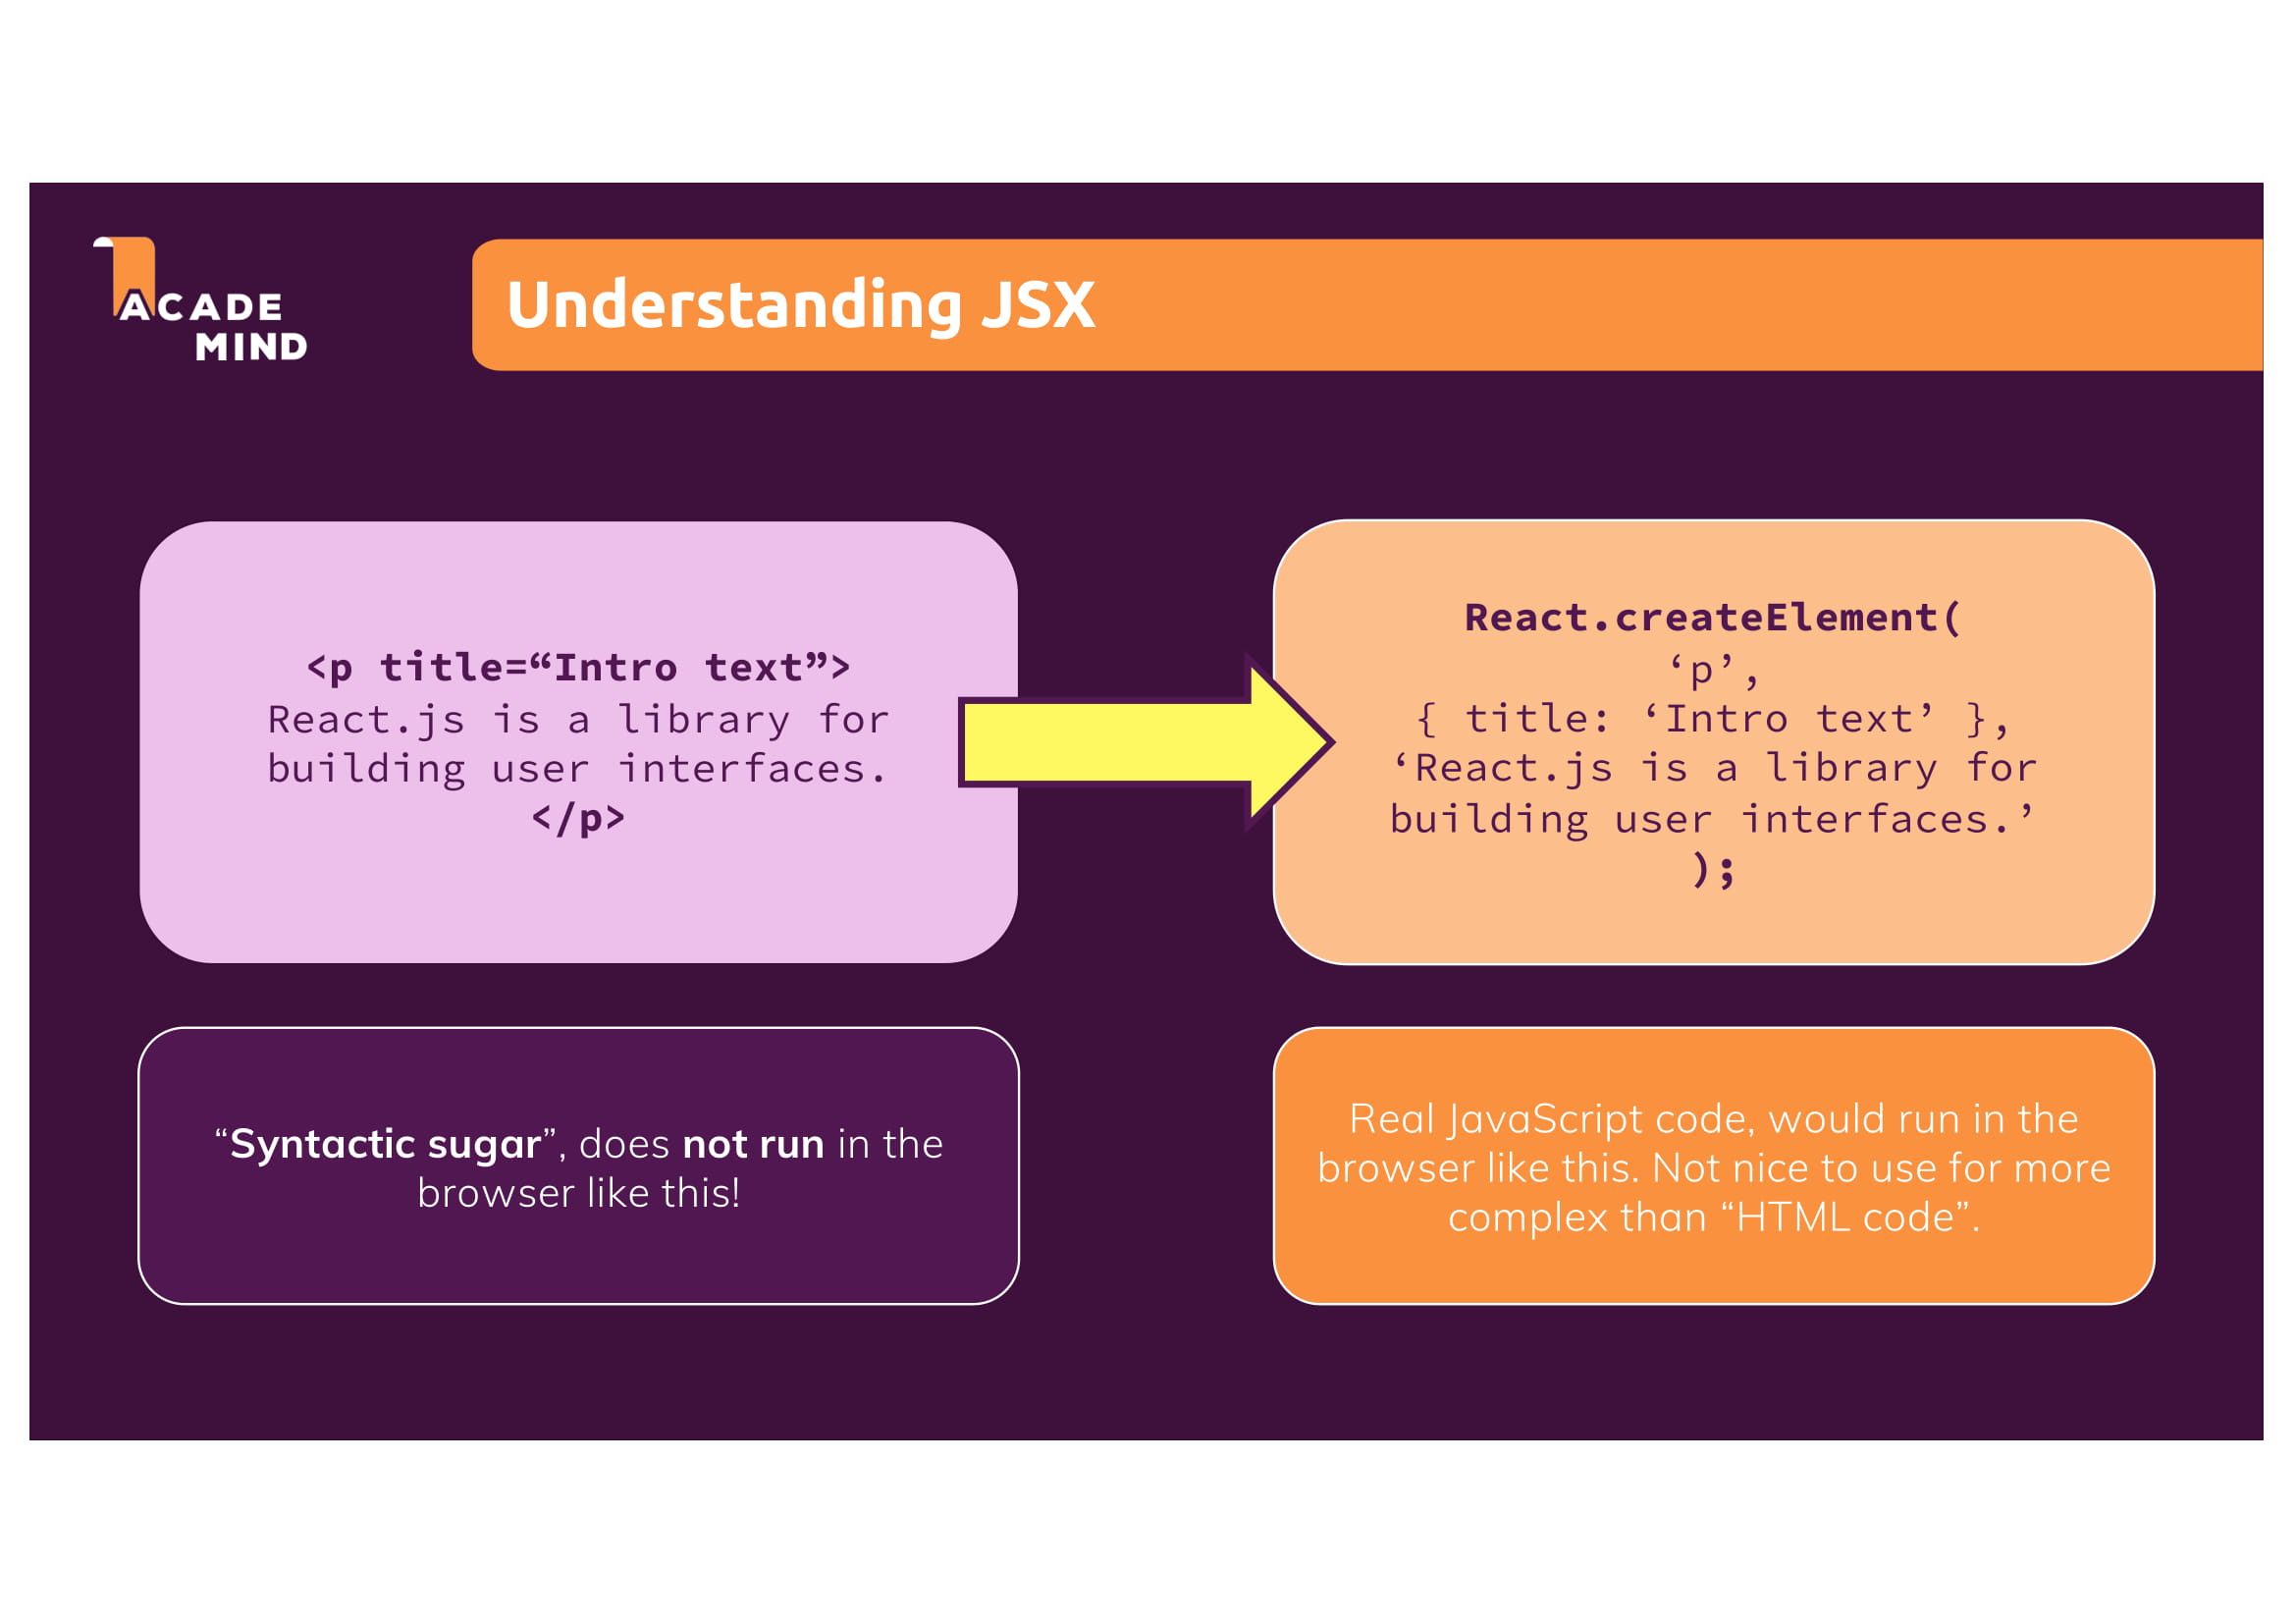 ACADE
MIND
Understanding JSX
<p title=“Intro text”>
React.js is a library for
building user interfaces.
</p>
React.createElement(
‘p’,
{ title: ‘Intro text’ },
‘React.js is a library for
building user interfaces.’
);
“Syntactic sugar”, does not run in the
browser like this!
Real JavaScript code, would run in the
browser like this. Not nice to use for more
complex than “HTML code”.